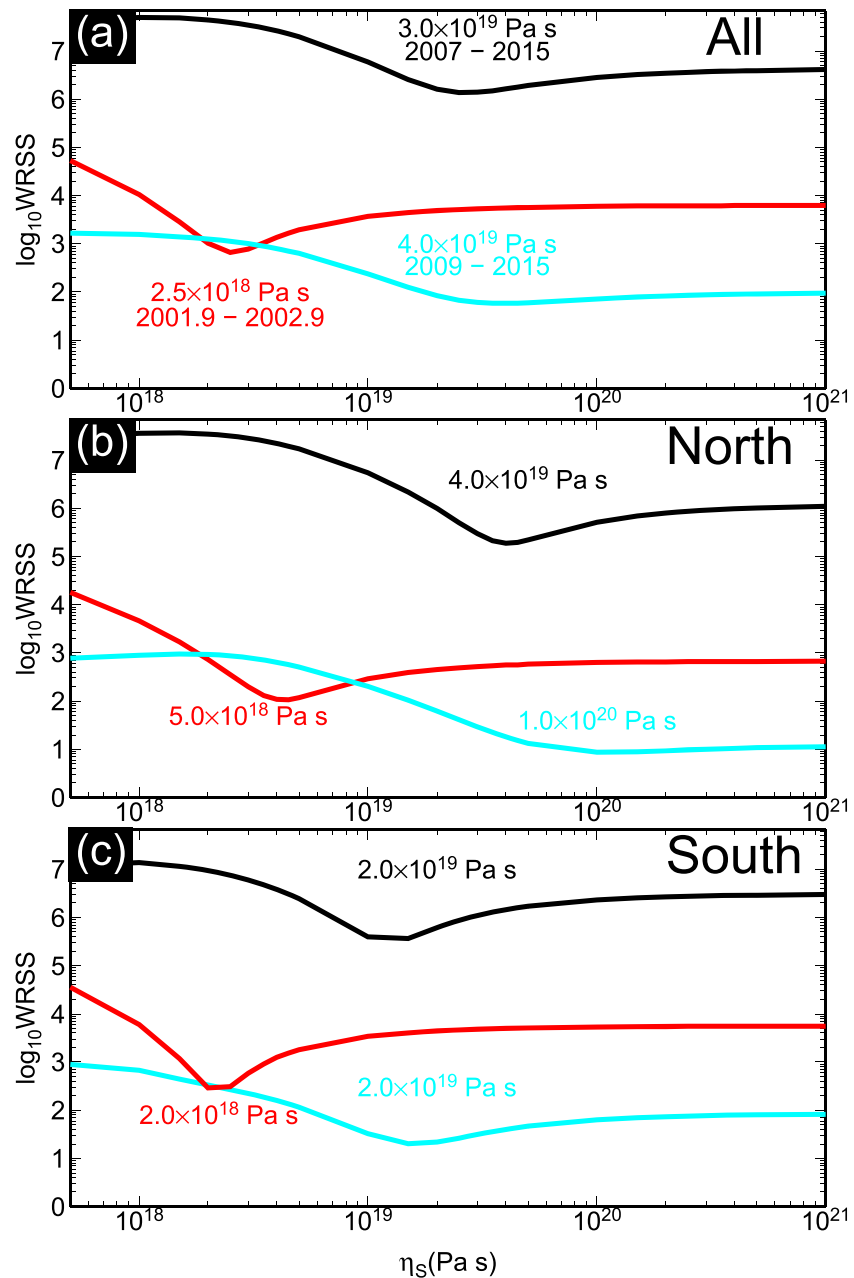 (a)
All
3.0×10¹⁹ Pa s
2007 − 2015
7
6
5
4
3
2
1
0
log₁₀WRSS
4.0×10¹⁹ Pa s
2009 − 2015
2.5×10¹⁸ Pa s
2001.9 − 2002.9
10¹⁸ 10¹⁹ 10²⁰ 10²¹
(b)
North
4.0×10¹⁹ Pa s
7
6
5
4
3
2
1
0
log₁₀WRSS
5.0×10¹⁸ Pa s
1.0×10²⁰ Pa s
10¹⁸ 10¹⁹ 10²⁰ 10²¹
(c)
South
2.0×10¹⁹ Pa s
7
6
5
4
3
2
1
0
log₁₀WRSS
2.0×10¹⁹ Pa s
2.0×10¹⁸ Pa s
10¹⁸ 10¹⁹ 10²⁰ 10²¹
ηS(Pa s)